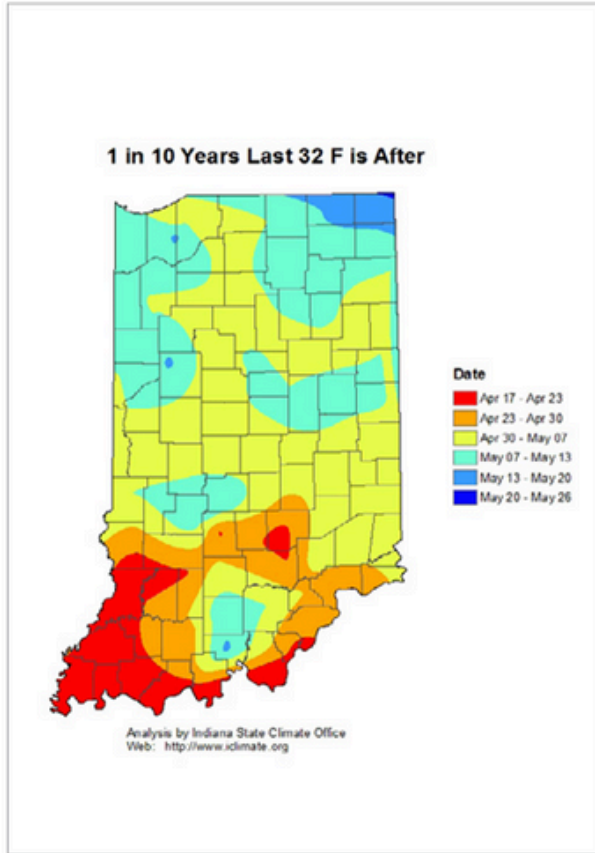 1 in 10 Years Last 32 F is After
Date
Apr 17 - Apr 23
Apr 23 - Apr 30
Apr 30 - May 07
May 07 - May 13
May 13 - May 20
May 20 - May 26
Analysis by Indiana State Climate Office
Web: http://www.iclimate.org